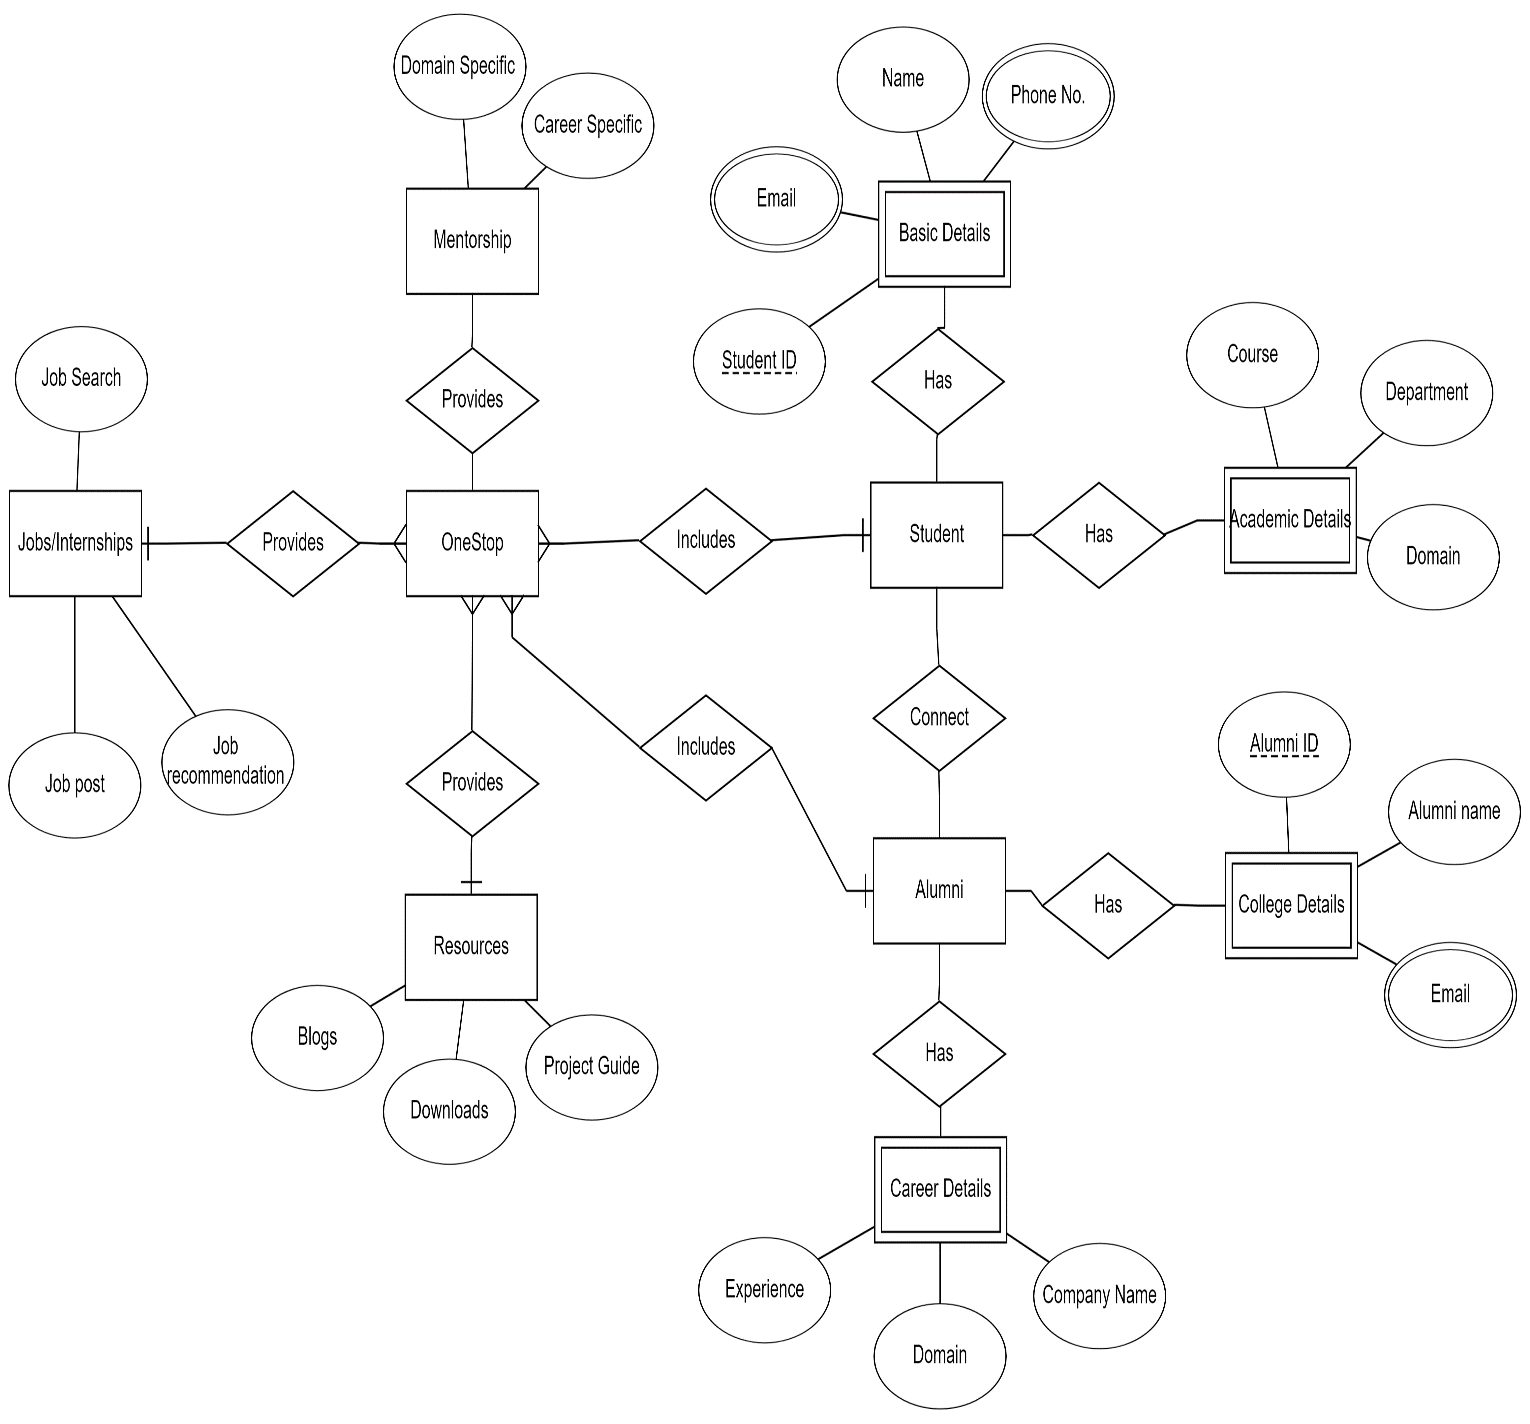 Domain Specific
Career Specific
Mentorship
Provides
Name
Phone No.
Email
Basic Details
Student ID
Has
Course
Department
Academic Details
Domain
Job Search
Jobs/Internships
Provides
OneStop
Includes
Student
Has
Job post
Job
recommendation
Provides
Includes
Connect
Alumni ID
Alumni name
Alumni
Has
College Details
Email
Resources
Blogs
Downloads
Project Guide
Has
Career Details
Experience
Domain
Company Name